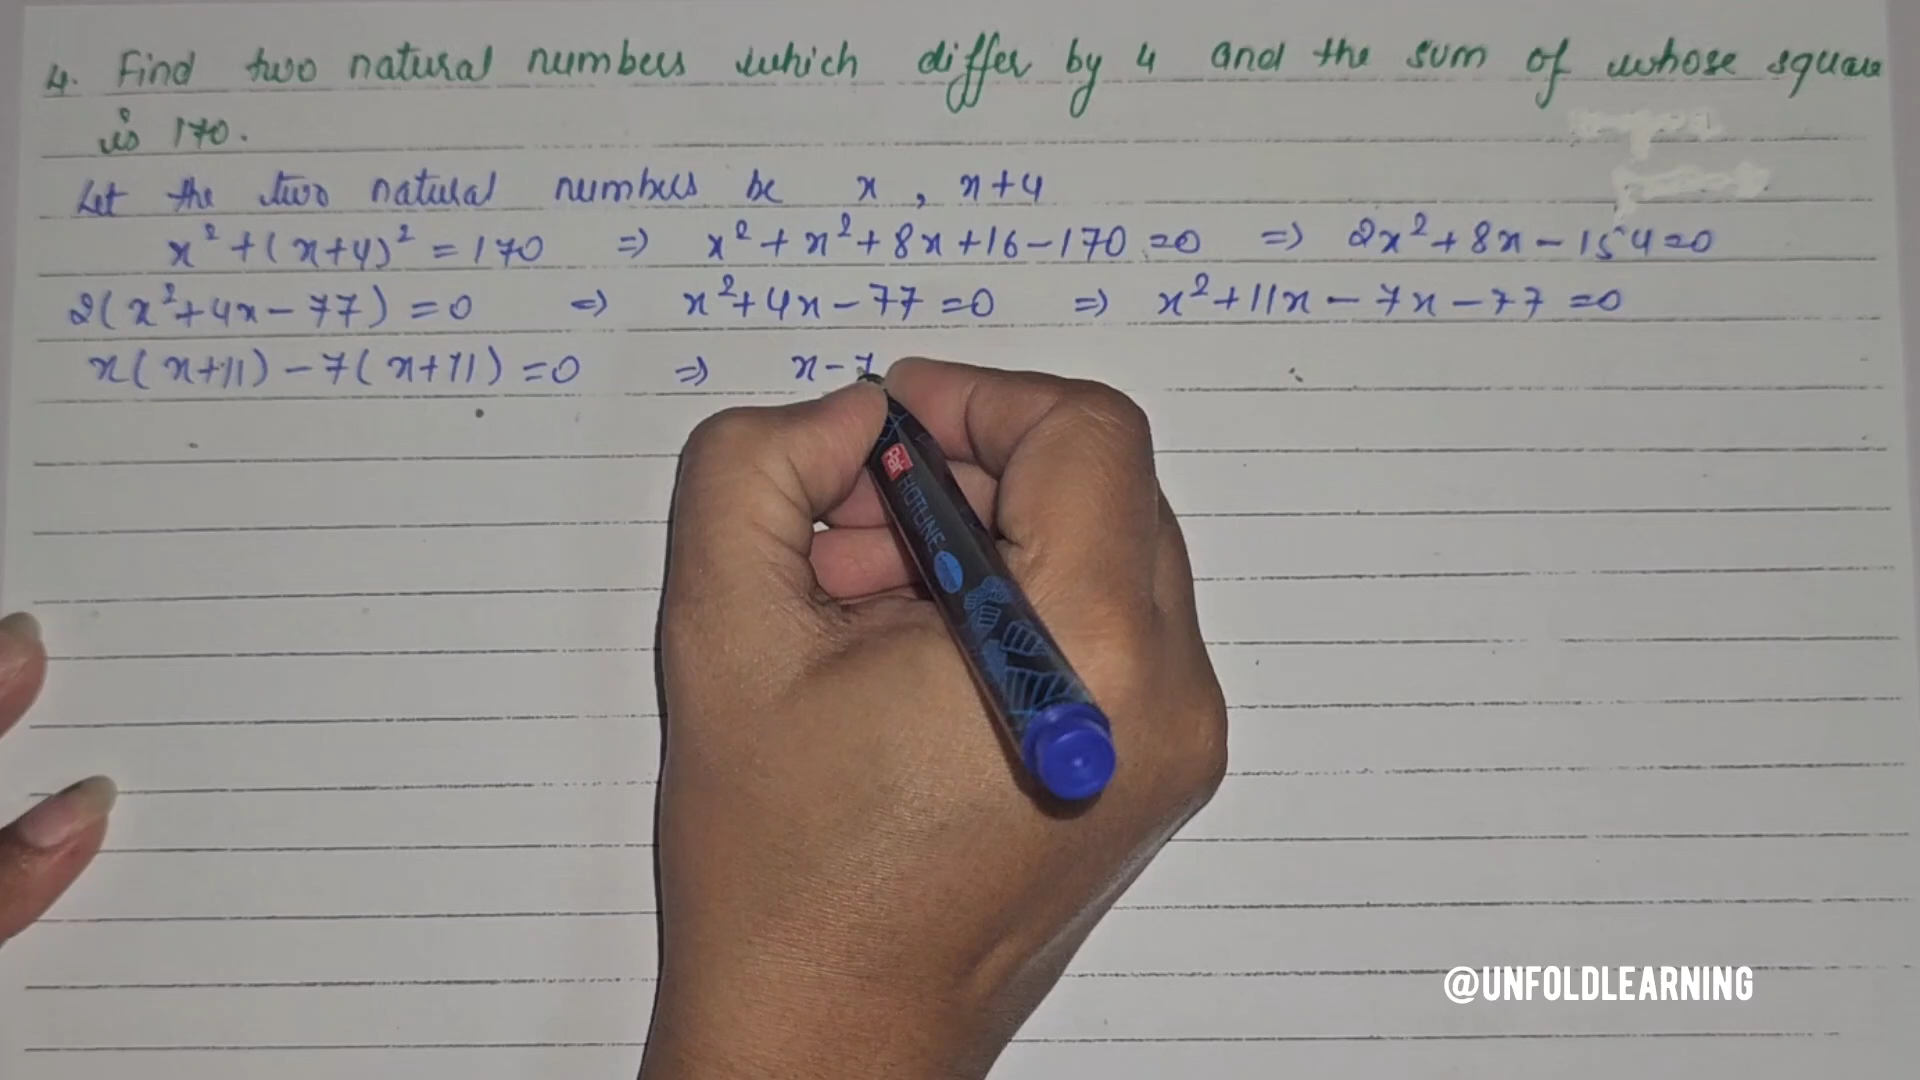 4. Find two natural numbers which differ by 4 and the sum of whose square
is 170.
Let the two natural numbers be x , x+4
x²+(x+4)²=170 ⇒ x²+x²+8x+16-170=0 ⇒ 2x²+8x-154=0
2(x²+4x-77)=0 ⇒ x²+4x-77=0 ⇒ x²+11x-7x-77=0
x(x+11)-7(x+11)=0 ⇒ x-7
Pair HOTLINE
@UNFOLDLEARNING